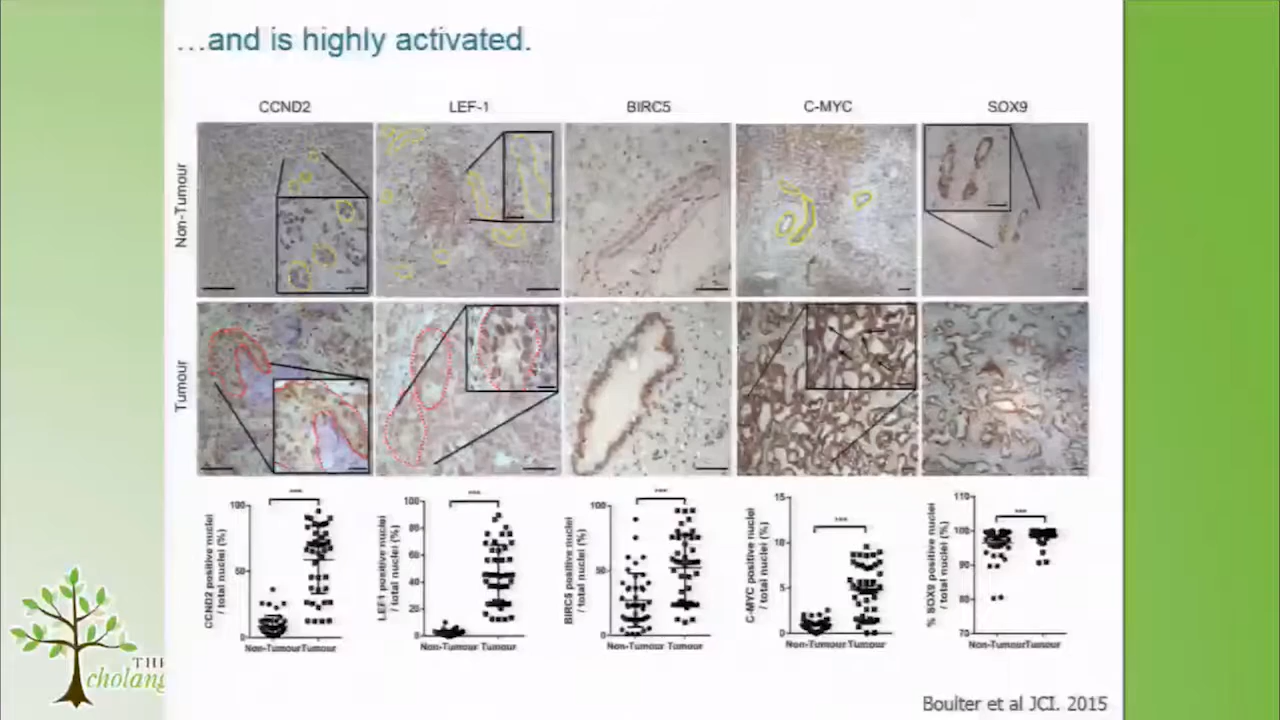 …and is highly activated.
CCND2 LEF-1 BIRC5 C-MYC SOX9
Non-Tumour
Tumour
*** *** *** *** ***
CCND2 positive nuclei / total nuclei (%)
100
50
0
Non-Tumour Tumour
LEF1 positive nuclei / total nuclei (%)
100
80
60
40
20
0
Non-Tumour Tumour
BIRC5 positive nuclei / total nuclei (%)
100
50
0
Non-Tumour Tumour
C-MYC positive nuclei / total nuclei (%)
15
10
5
0
Non-Tumour Tumour
% SOX9 positive nuclei / total nuclei (%)
110
100
90
80
70
Non-Tumour Tumour
TH
cholang
Boulter et al JCI. 2015